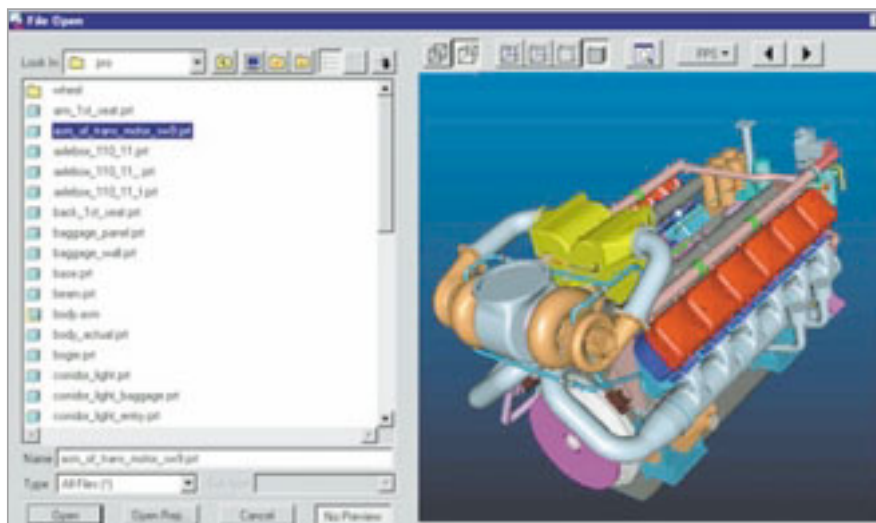 File Open
Look In pro
FPS
wheel
arm_1st_seat.prt
asm_of_trans_motor_sw9.prt
axlebox_110_11.prt
axlebox_110_11_.prt
axlebox_110_11_1.prt
back_1st_seat.prt
baggage_panel.prt
baggage_wall.prt
base.prt
beam.prt
body.asm
body_actual.prt
bogie.prt
corridor_light.prt
corridor_light_baggage.prt
corridor_light_entry.prt
Name asm_of_trans_motor_sw9.prt
Type All Files (*)
Open Open Rep... Cancel No Preview